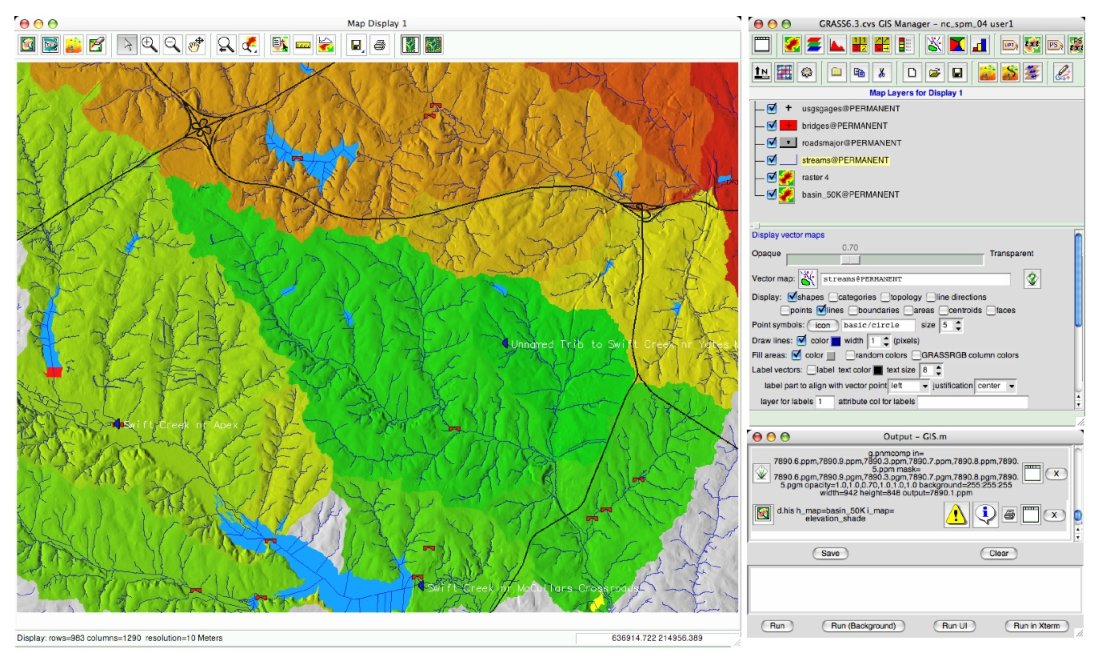 Map Display 1
Unnamed Trib to Swift Creek nr Yates M
Swift Creek nr Apex
Swift Creek nr McCullars Crossroads
Display: rows=983 columns=1290 resolution=10 Meters
636914.722 214956.389
GRASS6.3.cvs GIS Manager - nc_spm_04 user1
Map Layers for Display 1
usgsgages@PERMANENT
bridges@PERMANENT
roadsmajor@PERMANENT
streams@PERMANENT
raster 4
basin_50K@PERMANENT
Display vector maps
0.70
Opaque Transparent
Vector map: streams@PERMANENT
Display: shapes categories topology line directions
points lines boundaries areas centroids faces
Point symbols: icon basic/circle size 5
Draw lines: color width 1 (pixels)
Fill areas: color random colors GRASSRGB column colors
Label vectors: label text color text size 8
label part to align with vector point left justification center
layer for labels 1 attribute col for labels
Output - GIS.m
g.pnmcomp in=
7890.6.ppm,7890.9.ppm,7890.3.ppm,7890.7.ppm,7890.8.ppm,7890.
5.ppm mask=
7890.6.pgm,7890.9.pgm,7890.3.pgm,7890.7.pgm,7890.8.pgm,7890.
5.pgm opacity=1.0,1.0,0.70,1.0,1.0,1.0 background=255:255:255
width=942 height=848 output=7890.1.ppm
X
d.his h_map=basin_50K i_map=
elevation_shade
X
Save Clear
Run Run (Background) Run UI Run in Xterm